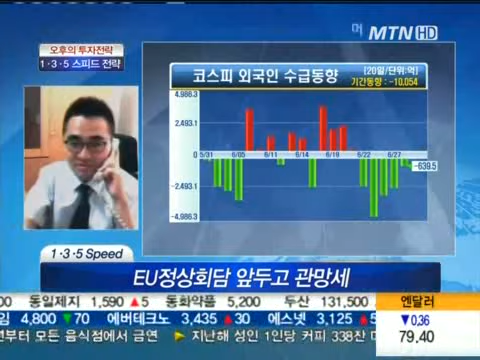 오후의 투자전략
1·3·5 스피드 전략
머
MTN HD
코스피 외국인 수급동향
[20일/단위:억]
기간동향 : -10,054
4,986.3
2,493.1
0
-2,493.1
-4,986.3
5/31 6/05 6/11 6/14 6/19 6/22 6/27
-639.5
1·3·5 Speed
EU정상회담 앞두고 관망세
00 동일제지 1,590 ▲5 동화약품 5,200 두산 131,500
임 4,800 ▼70 에버테크노 3,435 ▲30 에스넷 3,125 ▲5
년부터 모든 음식점에서 금연 ▶ 지난해 성인 1인당 커피 338잔
엔달러
▽0.36
79.40